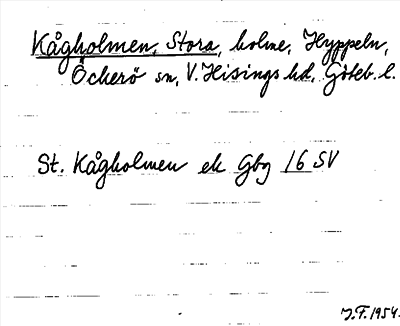 Kågholmen, Stora, holme, Hyppeln,
Öckerö sn, V. Hisings hd, Göteb. l.
St. Kågholmen ek Gbg 16 SV
J.F. 1954.